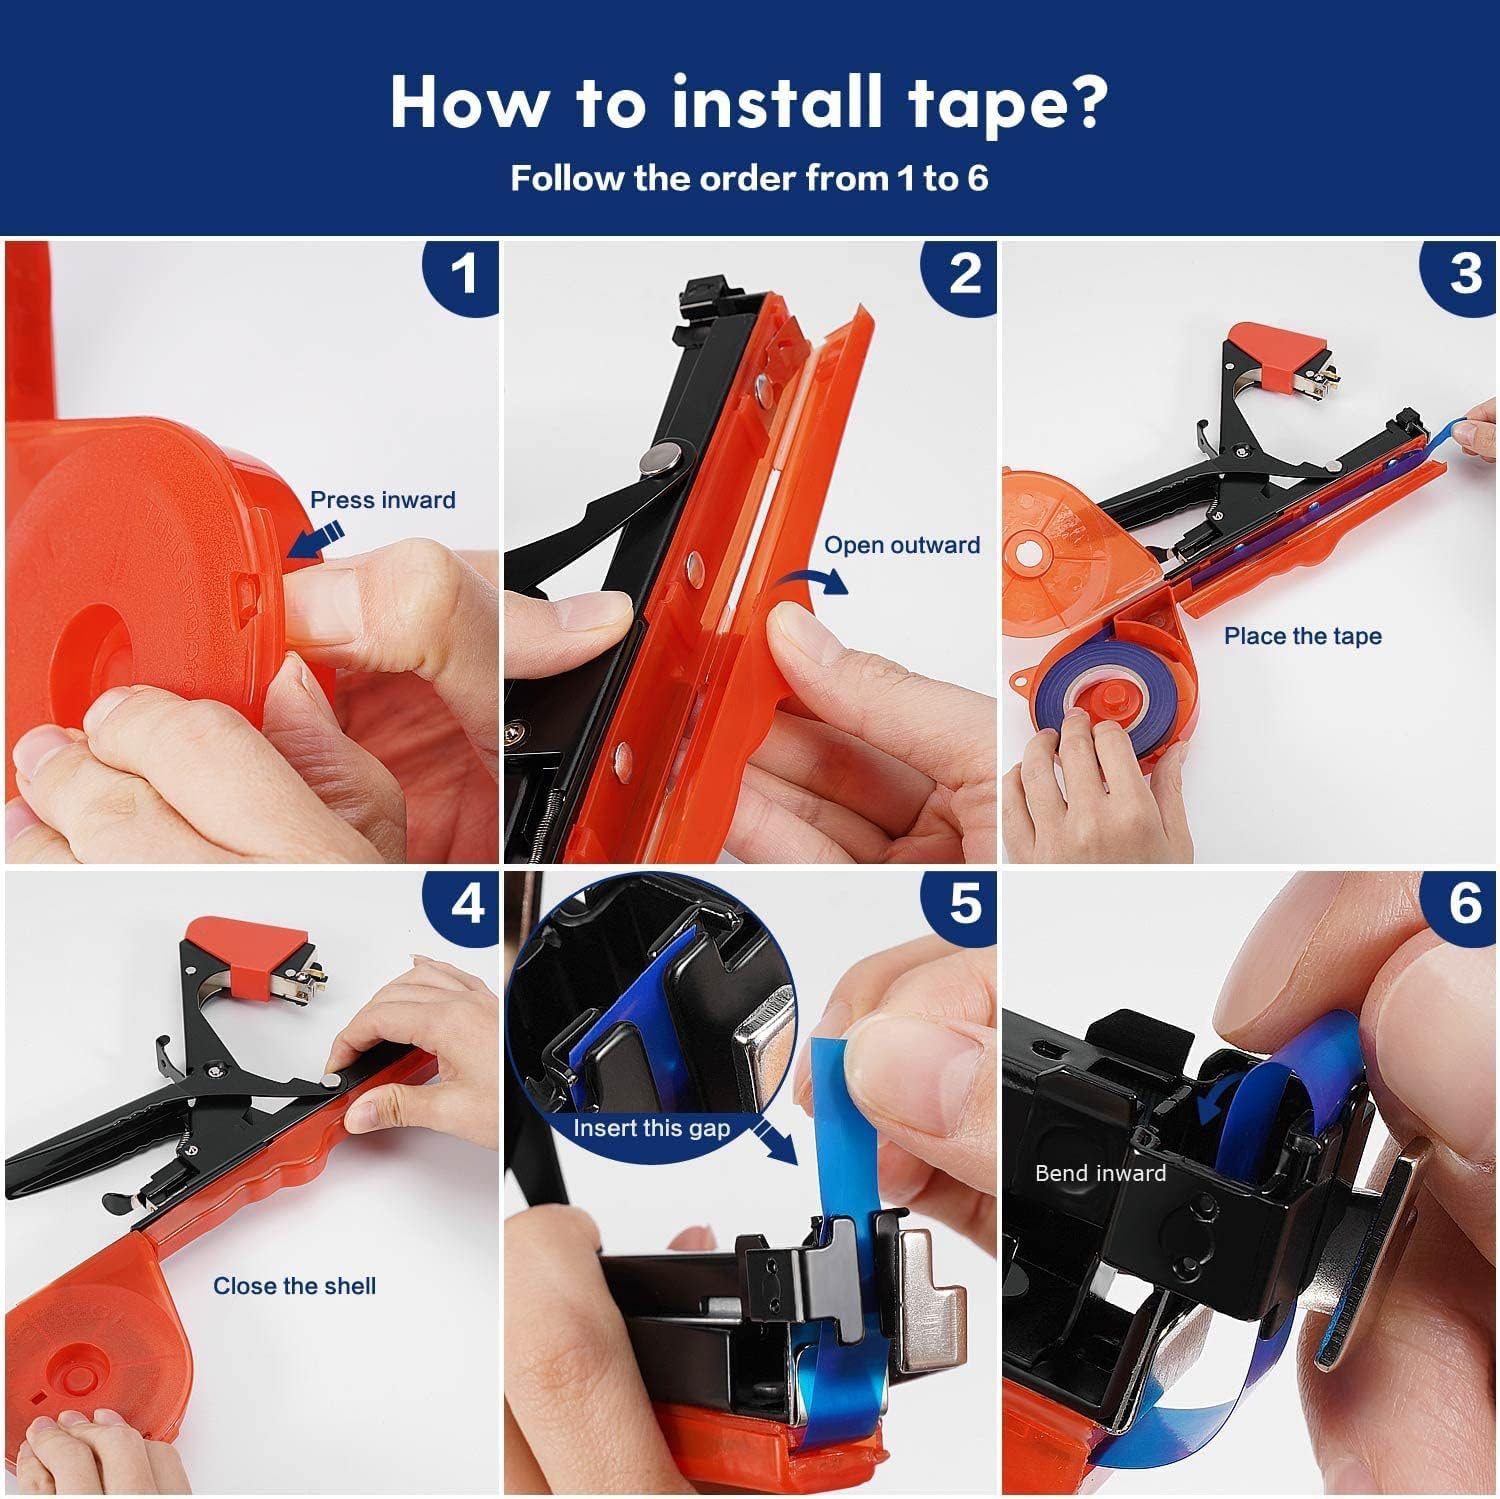 How to install tape?
Follow the order from 1 to 6
1
Press inward
2
Open outward
3
Place the tape
4
Close the shell
5
Insert this gap
6
Bend inward